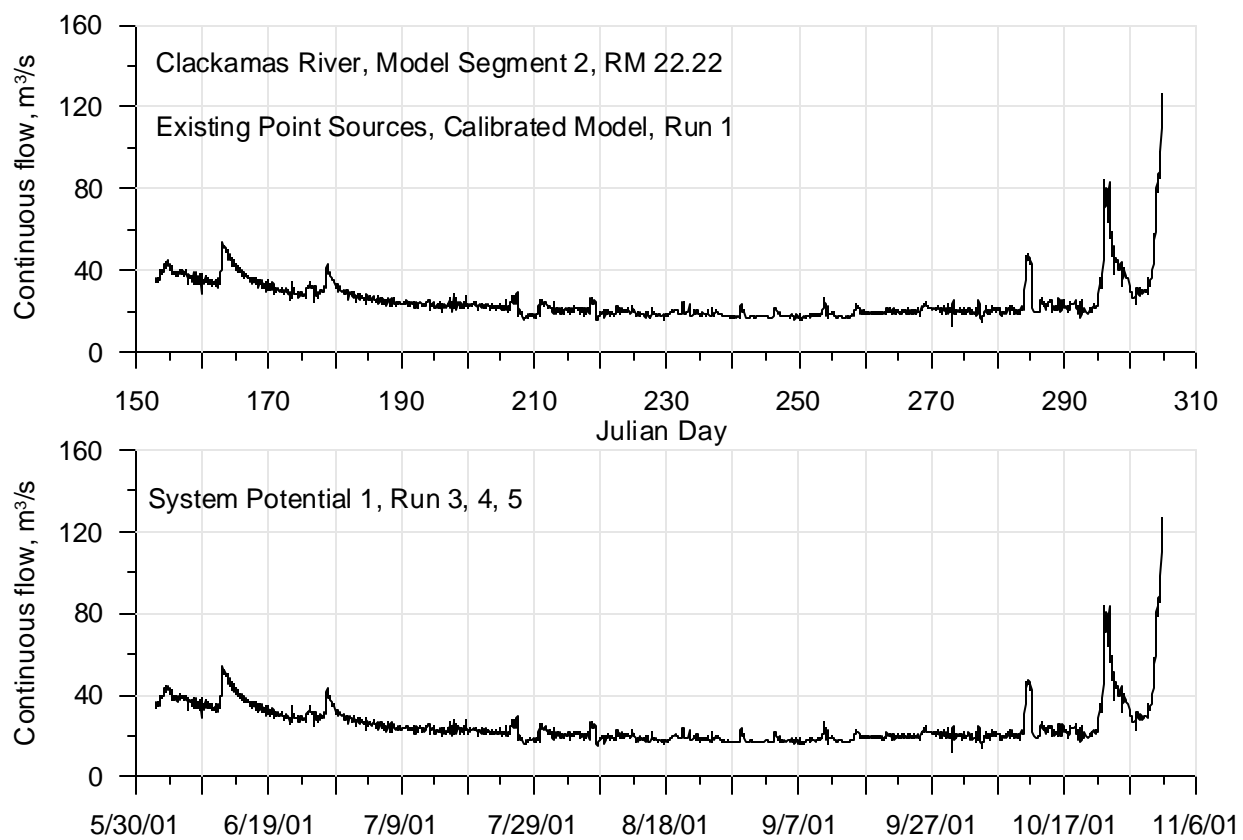 160
Clackamas River, Model Segment 2, RM 22.22
120
Existing Point Sources, Calibrated Model, Run 1
80
40
0
Continuous flow, m³/s
150 170 190 210 230 250 270 290 310
Julian Day
160
System Potential 1, Run 3, 4, 5
120
80
40
0
Continuous flow, m³/s
5/30/01 6/19/01 7/9/01 7/29/01 8/18/01 9/7/01 9/27/01 10/17/01 11/6/01